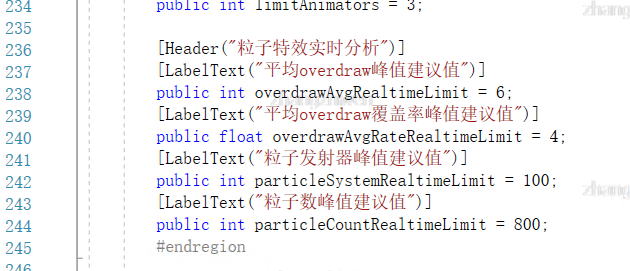 234 public int limitAnimators = 3;
235
236 [Header("粒子特效实时分析")]
237 [LabelText("平均overdraw峰值建议值")]
238 public int overdrawAvgRealtimeLimit = 6;
239 [LabelText("平均overdraw覆盖率峰值建议值")]
240 public float overdrawAvgRateRealtimeLimit = 4;
241 [LabelText("粒子发射器峰值建议值")]
242 public int particleSystemRealtimeLimit = 100;
243 [LabelText("粒子数峰值建议值")]
244 public int particleCountRealtimeLimit = 800;
245 #endregion
246